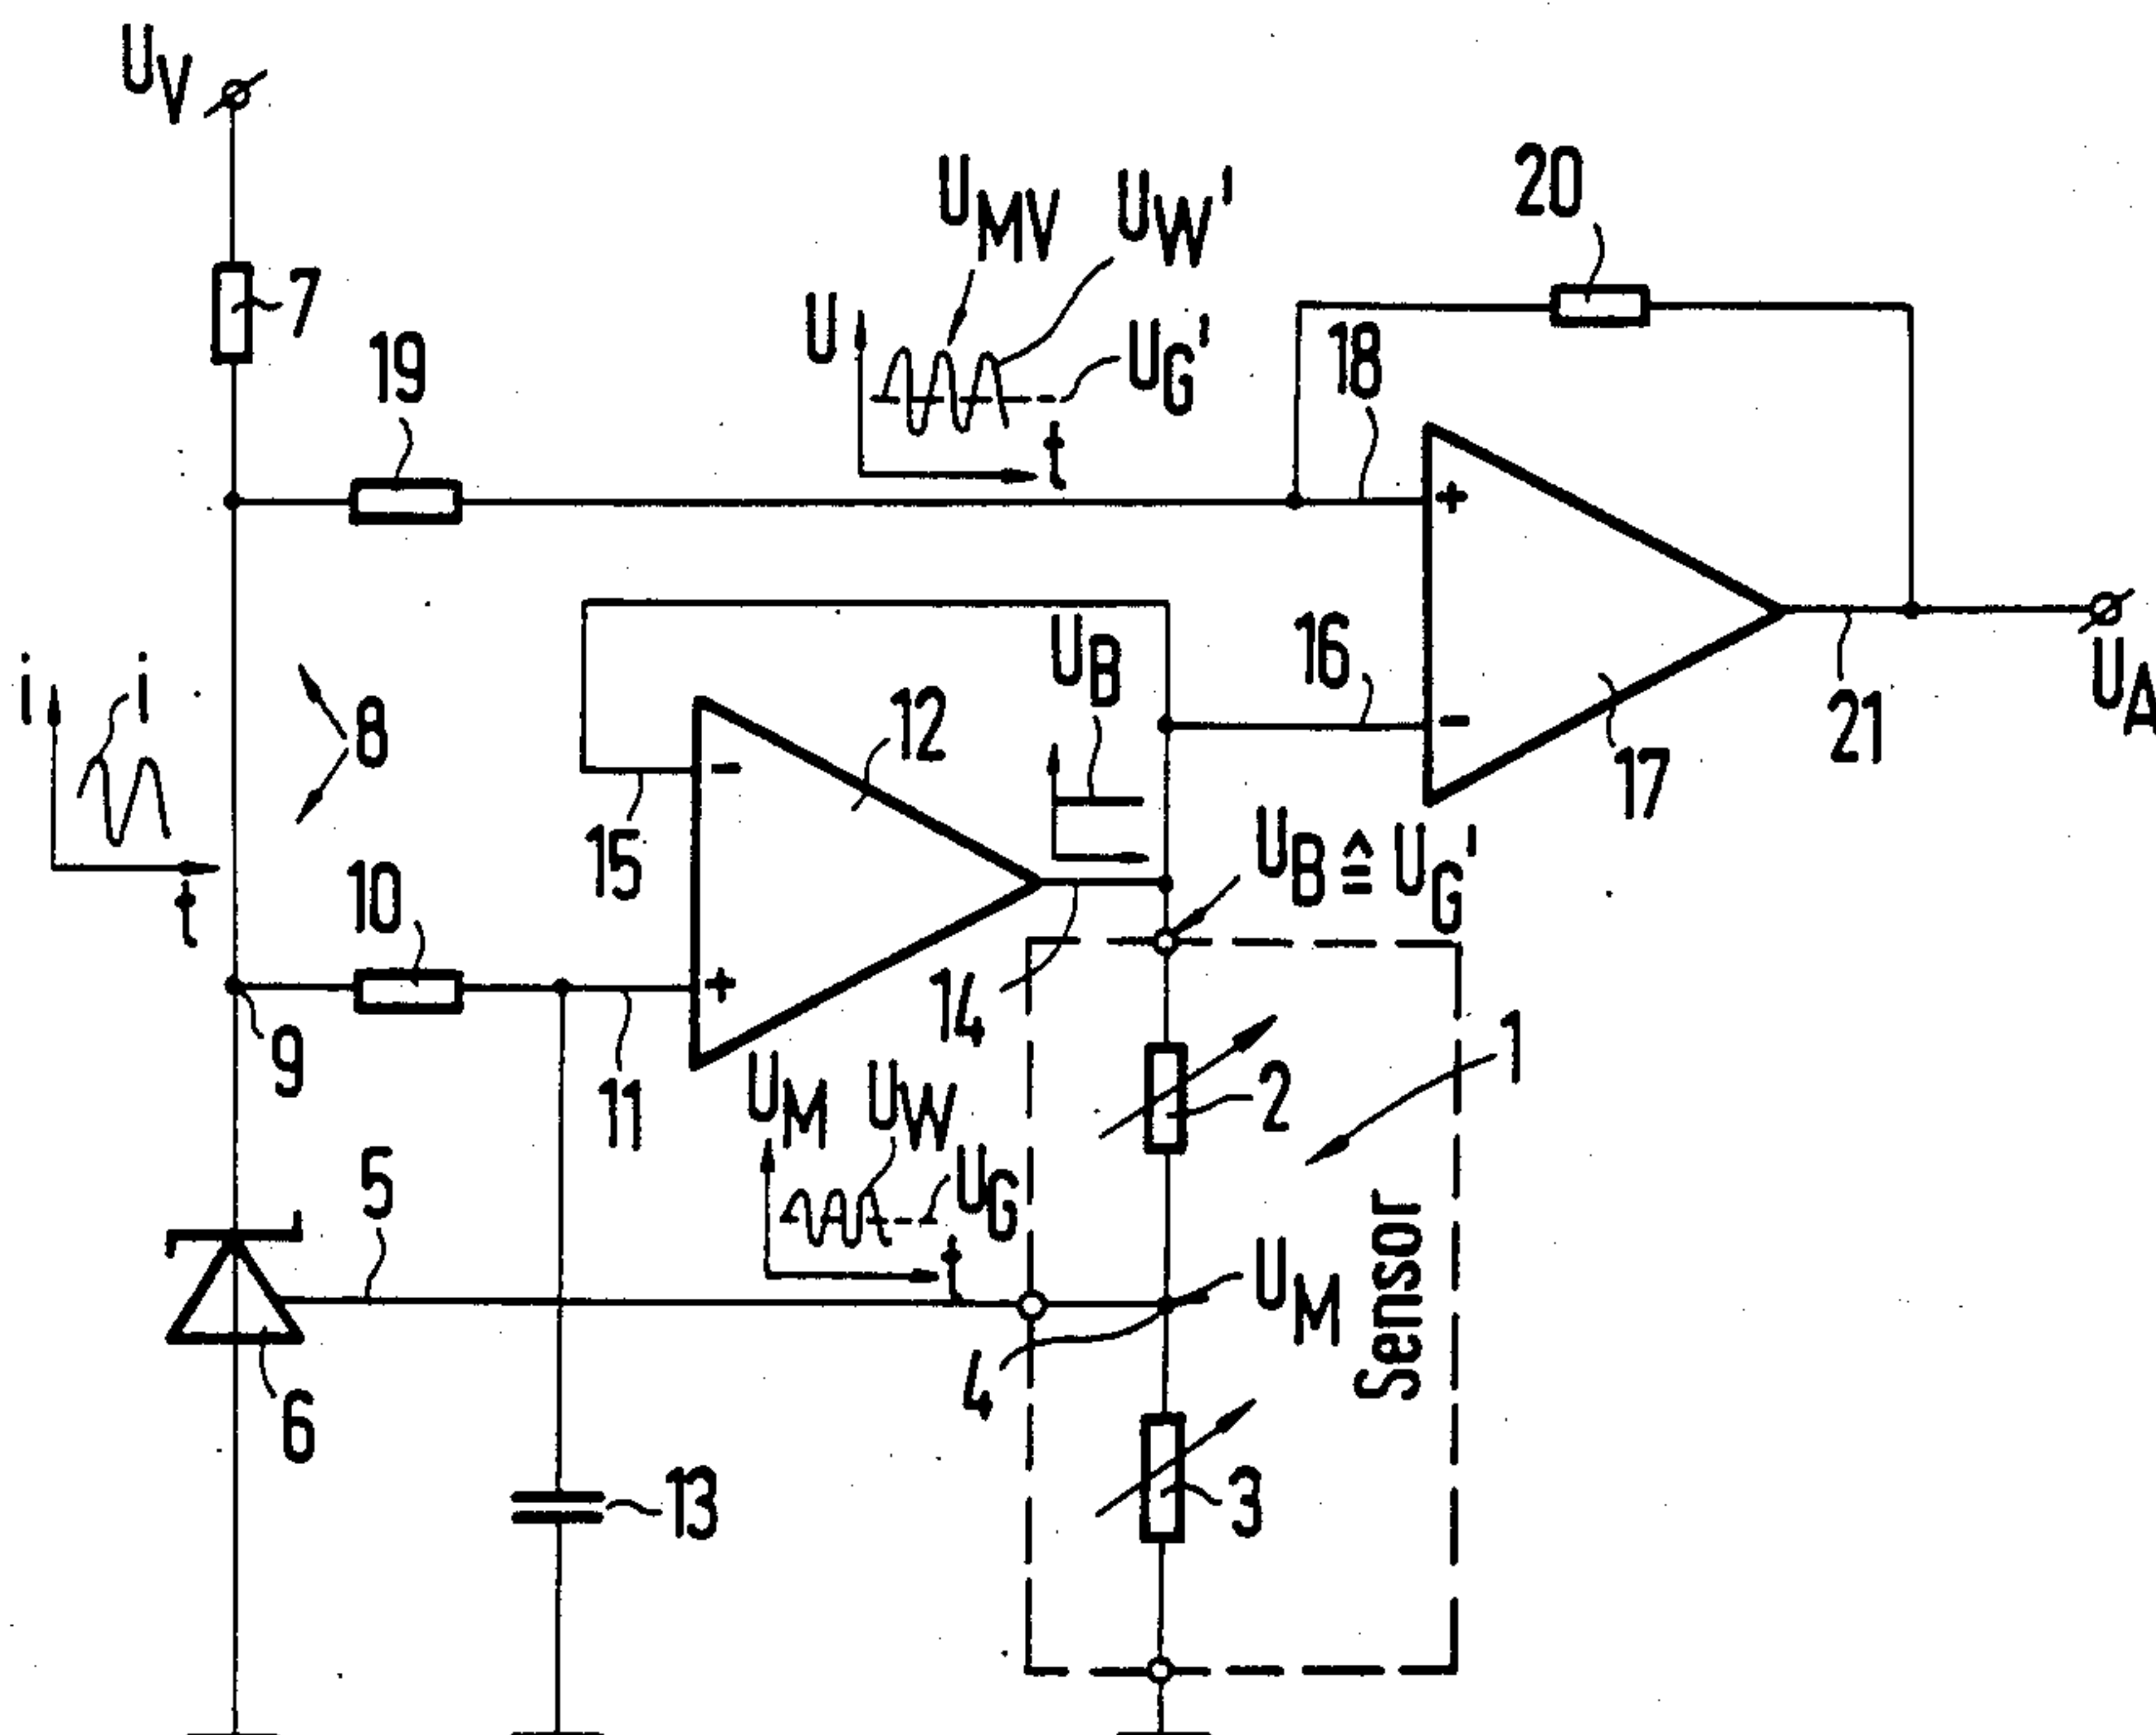 U_V
7
19
U_MV
U_W'
U
U_G'
t
20
18
+
-
16
17
21
U_A
i
i
t
8
10
9
11
12
-
15
+
U_B
14
U_B ≙ U_G'
1
2
5
U_M
U_W
U_G
t
4
U_M
Sensor
6
13
3